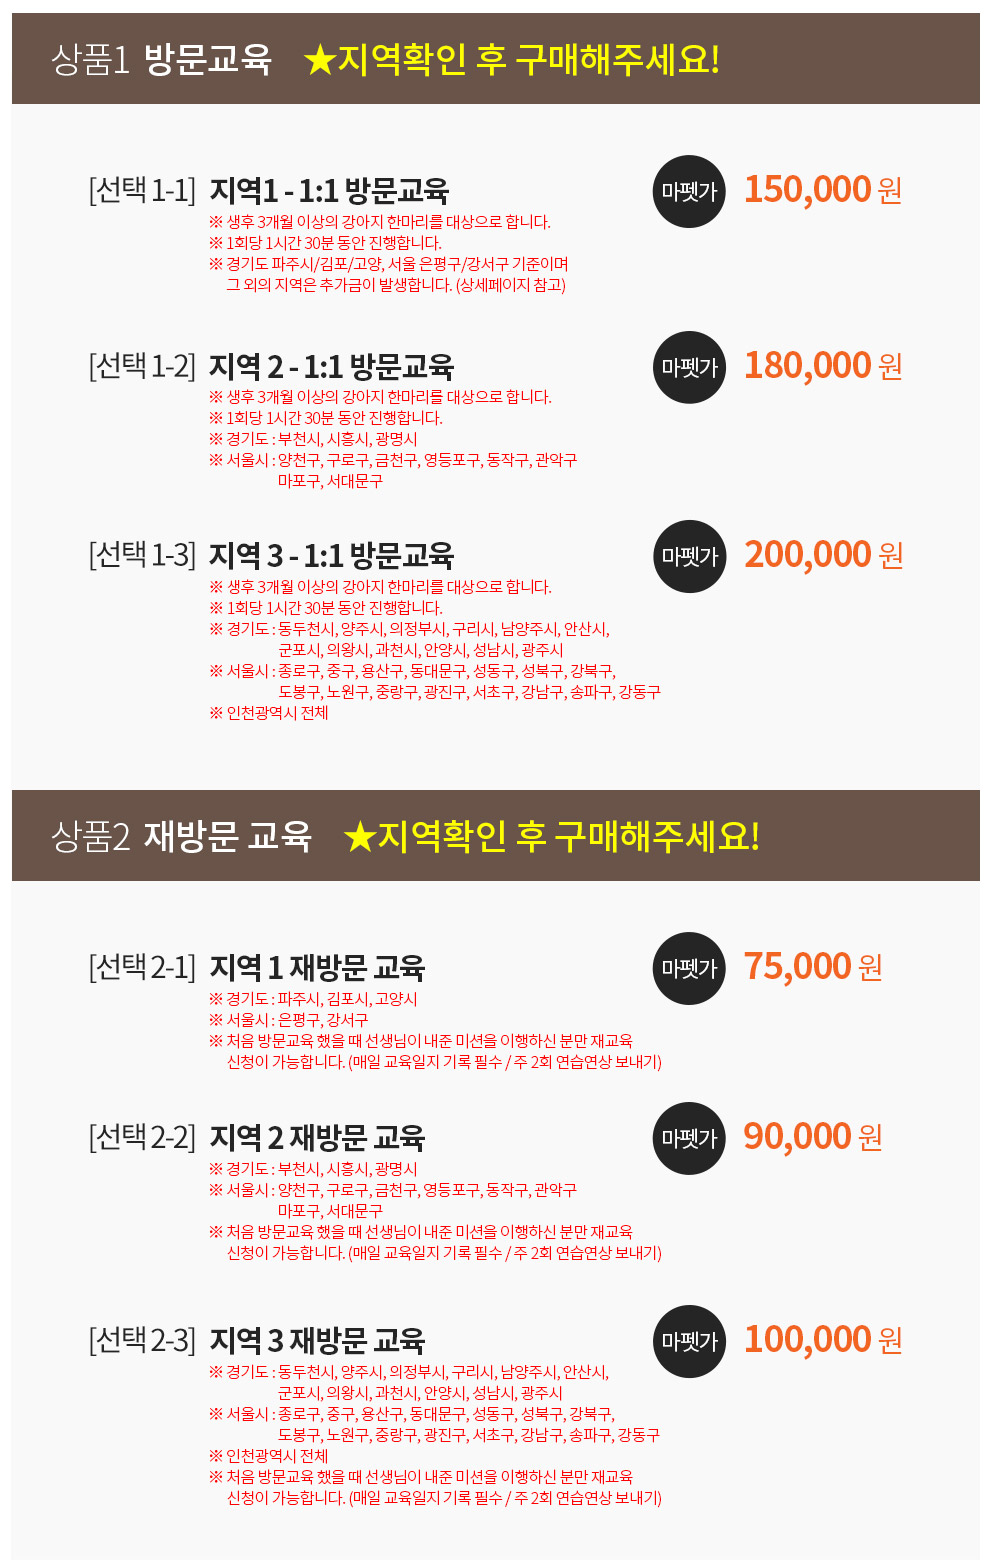 상품1 방문교육 ★지역확인 후 구매해주세요!
[선택 1-1] 지역1 - 1:1 방문교육 마펫가 150,000 원
※ 생후 3개월 이상의 강아지 한마리를 대상으로 합니다.
※ 1회당 1시간 30분 동안 진행합니다.
※ 경기도 파주시/김포/고양, 서울 은평구/강서구 기준이며
그 외의 지역은 추가금이 발생합니다. (상세페이지 참고)
[선택 1-2] 지역 2 - 1:1 방문교육 마펫가 180,000 원
※ 생후 3개월 이상의 강아지 한마리를 대상으로 합니다.
※ 1회당 1시간 30분 동안 진행합니다.
※ 경기도 : 부천시, 시흥시, 광명시
※ 서울시 : 양천구, 구로구, 금천구, 영등포구, 동작구, 관악구
마포구, 서대문구
[선택 1-3] 지역 3 - 1:1 방문교육 마펫가 200,000 원
※ 생후 3개월 이상의 강아지 한마리를 대상으로 합니다.
※ 1회당 1시간 30분 동안 진행합니다.
※ 경기도 : 동두천시, 양주시, 의정부시, 구리시, 남양주시, 안산시,
군포시, 의왕시, 과천시, 안양시, 성남시, 광주시
※ 서울시 : 종로구, 중구, 용산구, 동대문구, 성동구, 성북구, 강북구,
도봉구, 노원구, 중랑구, 광진구, 서초구, 강남구, 송파구, 강동구
※ 인천광역시 전체
상품2 재방문 교육 ★지역확인 후 구매해주세요!
[선택 2-1] 지역 1 재방문 교육 마펫가 75,000 원
※ 경기도 : 파주시, 김포시, 고양시
※ 서울시 : 은평구, 강서구
※ 처음 방문교육 했을 때 선생님이 내준 미션을 이행하신 분만 재교육
신청이 가능합니다. (매일 교육일지 기록 필수 / 주 2회 연습연상 보내기)
[선택 2-2] 지역 2 재방문 교육 마펫가 90,000 원
※ 경기도 : 부천시, 시흥시, 광명시
※ 서울시 : 양천구, 구로구, 금천구, 영등포구, 동작구, 관악구
마포구, 서대문구
※ 처음 방문교육 했을 때 선생님이 내준 미션을 이행하신 분만 재교육
신청이 가능합니다. (매일 교육일지 기록 필수 / 주 2회 연습연상 보내기)
[선택 2-3] 지역 3 재방문 교육 마펫가 100,000 원
※ 경기도 : 동두천시, 양주시, 의정부시, 구리시, 남양주시, 안산시,
군포시, 의왕시, 과천시, 안양시, 성남시, 광주시
※ 서울시 : 종로구, 중구, 용산구, 동대문구, 성동구, 성북구, 강북구,
도봉구, 노원구, 중랑구, 광진구, 서초구, 강남구, 송파구, 강동구
※ 인천광역시 전체
※ 처음 방문교육 했을 때 선생님이 내준 미션을 이행하신 분만 재교육
신청이 가능합니다. (매일 교육일지 기록 필수 / 주 2회 연습연상 보내기)